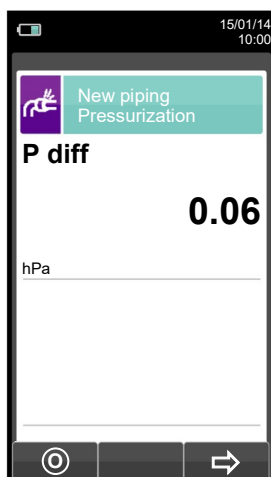 15/01/14
10:00
New piping
Pressurization
P diff
0.06
hPa